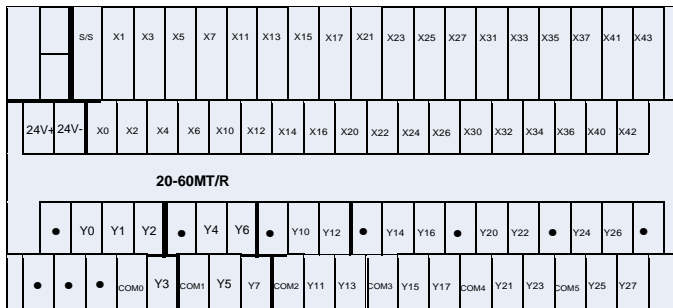 S/S X1 X3 X5 X7 X11 X13 X15 X17 X21 X23 X25 X27 X31 X33 X35 X37 X41 X43
24V+ 24V- X0 X2 X4 X6 X10 X12 X14 X16 X20 X22 X24 X26 X30 X32 X34 X36 X40 X42
20-60MT/R
● Y0 Y1 Y2 ● Y4 Y6 ● Y10 Y12 ● Y14 Y16 ● Y20 Y22 ● Y24 Y26 ●
● ● ● COM0 Y3 COM1 Y5 Y7 COM2 Y11 Y13 COM3 Y15 Y17 COM4 Y21 Y23 COM5 Y25 Y27